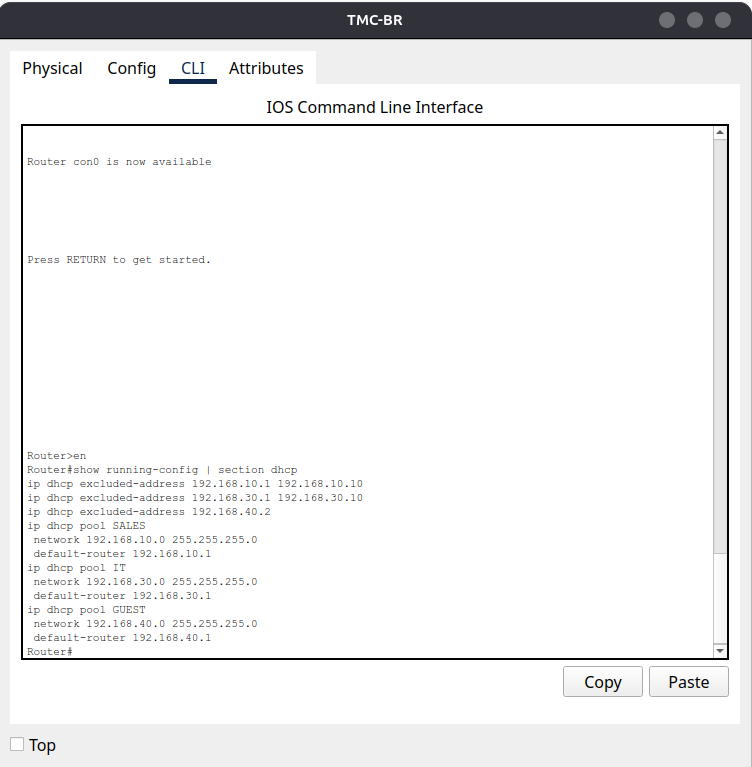 TMC-BR
Physical Config CLI Attributes
IOS Command Line Interface
Router con0 is now available
Press RETURN to get started.
Router>en
Router#show running-config | section dhcp
ip dhcp excluded-address 192.168.10.1 192.168.10.10
ip dhcp excluded-address 192.168.30.1 192.168.30.10
ip dhcp excluded-address 192.168.40.2
ip dhcp pool SALES
 network 192.168.10.0 255.255.255.0
 default-router 192.168.10.1
ip dhcp pool IT
 network 192.168.30.0 255.255.255.0
 default-router 192.168.30.1
ip dhcp pool GUEST
 network 192.168.40.0 255.255.255.0
 default-router 192.168.40.1
Router#
Copy Paste
Top